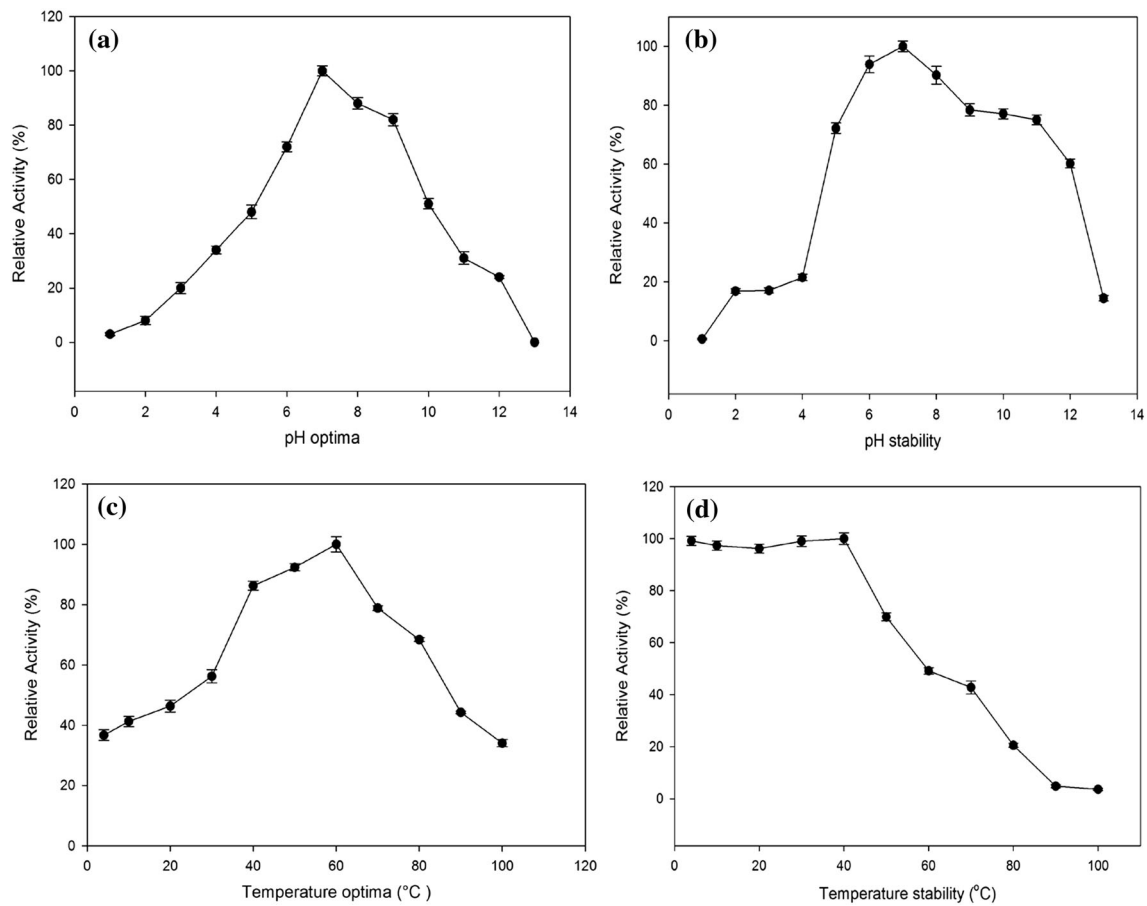 (a)
120
100
80
60
40
20
0
Relative Activity (%)
0 2 4 6 8 10 12 14
pH optima
(b)
120
100
80
60
40
20
0
Relative Activity (%)
0 2 4 6 8 10 12 14
pH stability
(c)
120
100
80
60
40
20
0
Relative Activity (%)
0 20 40 60 80 100 120
Temperature optima (°C )
(d)
120
100
80
60
40
20
0
Relative Activity (%)
0 20 40 60 80 100
Temperature stability (°C)